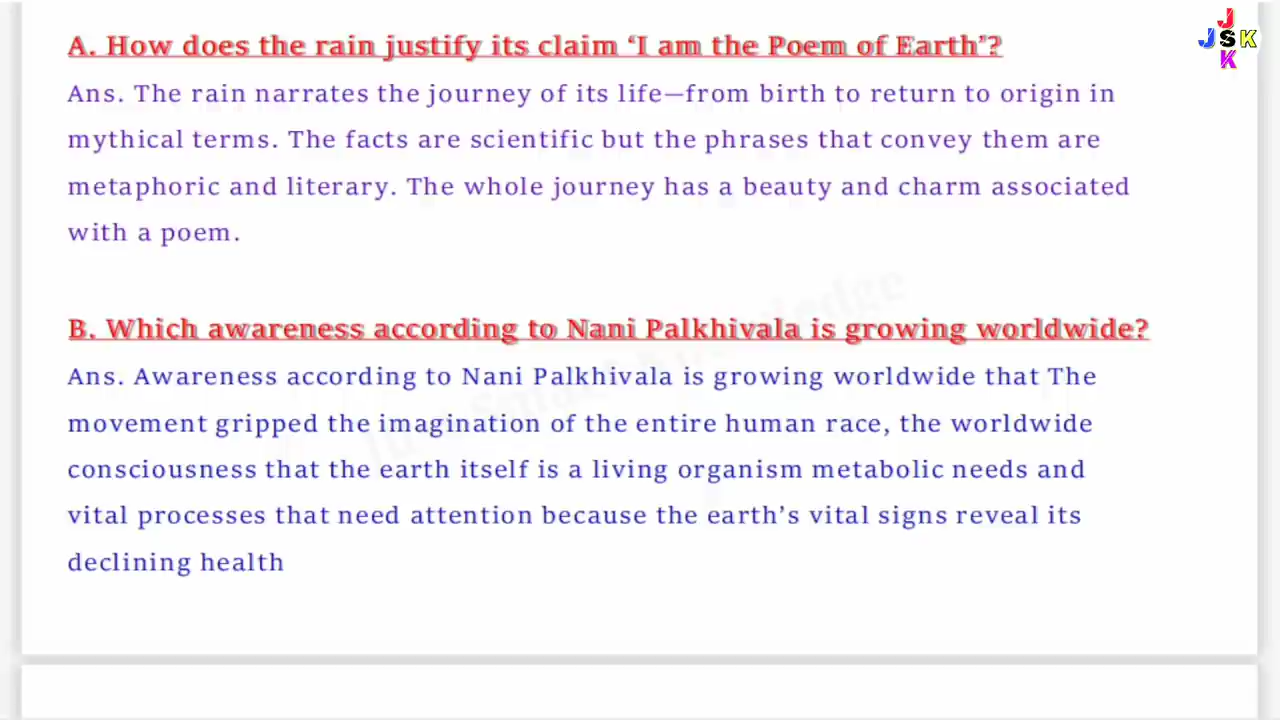 J
JSK
K
A. How does the rain justify its claim ‘I am the Poem of Earth’?
Ans. The rain narrates the journey of its life—from birth to return to origin in
mythical terms. The facts are scientific but the phrases that convey them are
metaphoric and literary. The whole journey has a beauty and charm associated
with a poem.
B. Which awareness according to Nani Palkhivala is growing worldwide?
Ans. Awareness according to Nani Palkhivala is growing worldwide that The
movement gripped the imagination of the entire human race, the worldwide
consciousness that the earth itself is a living organism metabolic needs and
vital processes that need attention because the earth’s vital signs reveal its
declining health